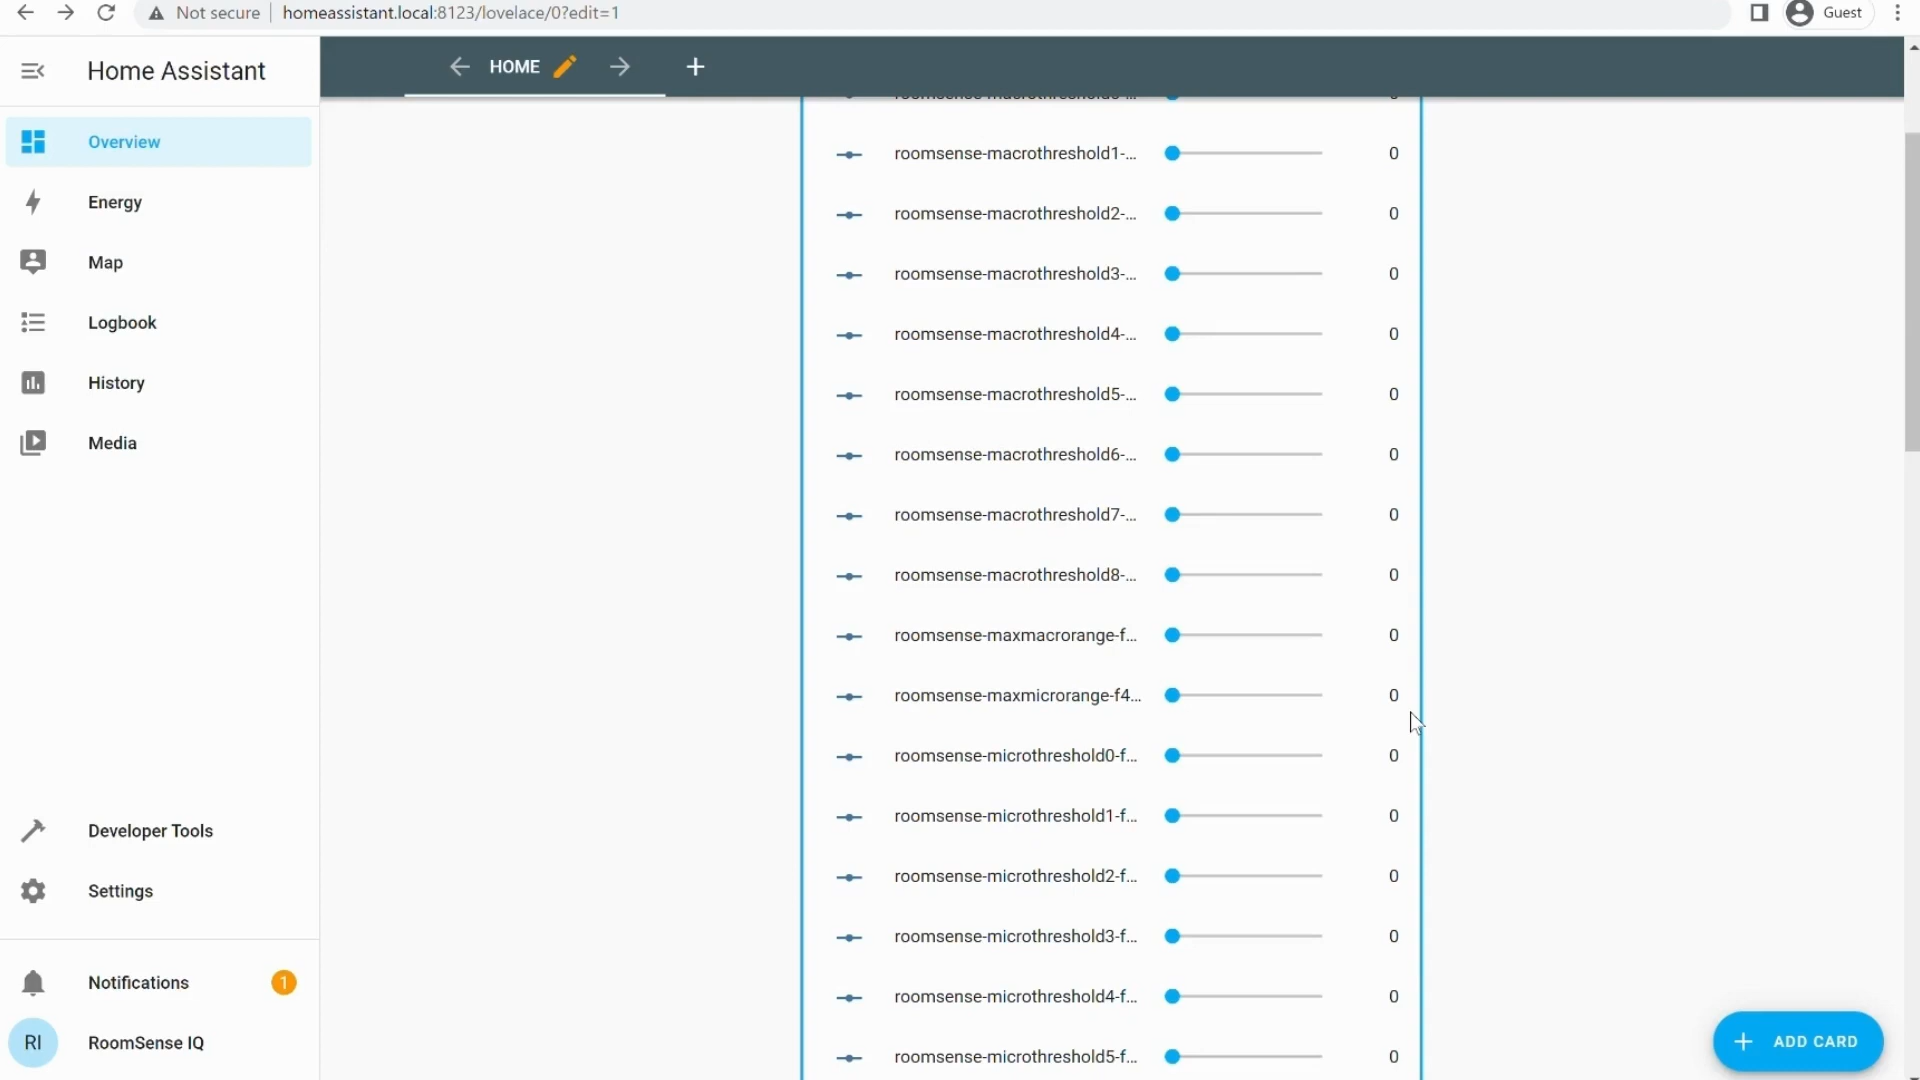 Not secure
homeassistant.local:8123/lovelace/0?edit=1
Guest
Home Assistant
HOME
Overview
Energy
Map
Logbook
History
Media
Developer Tools
Settings
Notifications
1
RI
RoomSense IQ
roomsense-macrothreshold1-... 0
roomsense-macrothreshold2-... 0
roomsense-macrothreshold3-... 0
roomsense-macrothreshold4-... 0
roomsense-macrothreshold5-... 0
roomsense-macrothreshold6-... 0
roomsense-macrothreshold7-... 0
roomsense-macrothreshold8-... 0
roomsense-maxmacrorange-f... 0
roomsense-maxmicrorange-f4... 0
roomsense-microthreshold0-f... 0
roomsense-microthreshold1-f... 0
roomsense-microthreshold2-f... 0
roomsense-microthreshold3-f... 0
roomsense-microthreshold4-f... 0
roomsense-microthreshold5-f... 0
ADD CARD